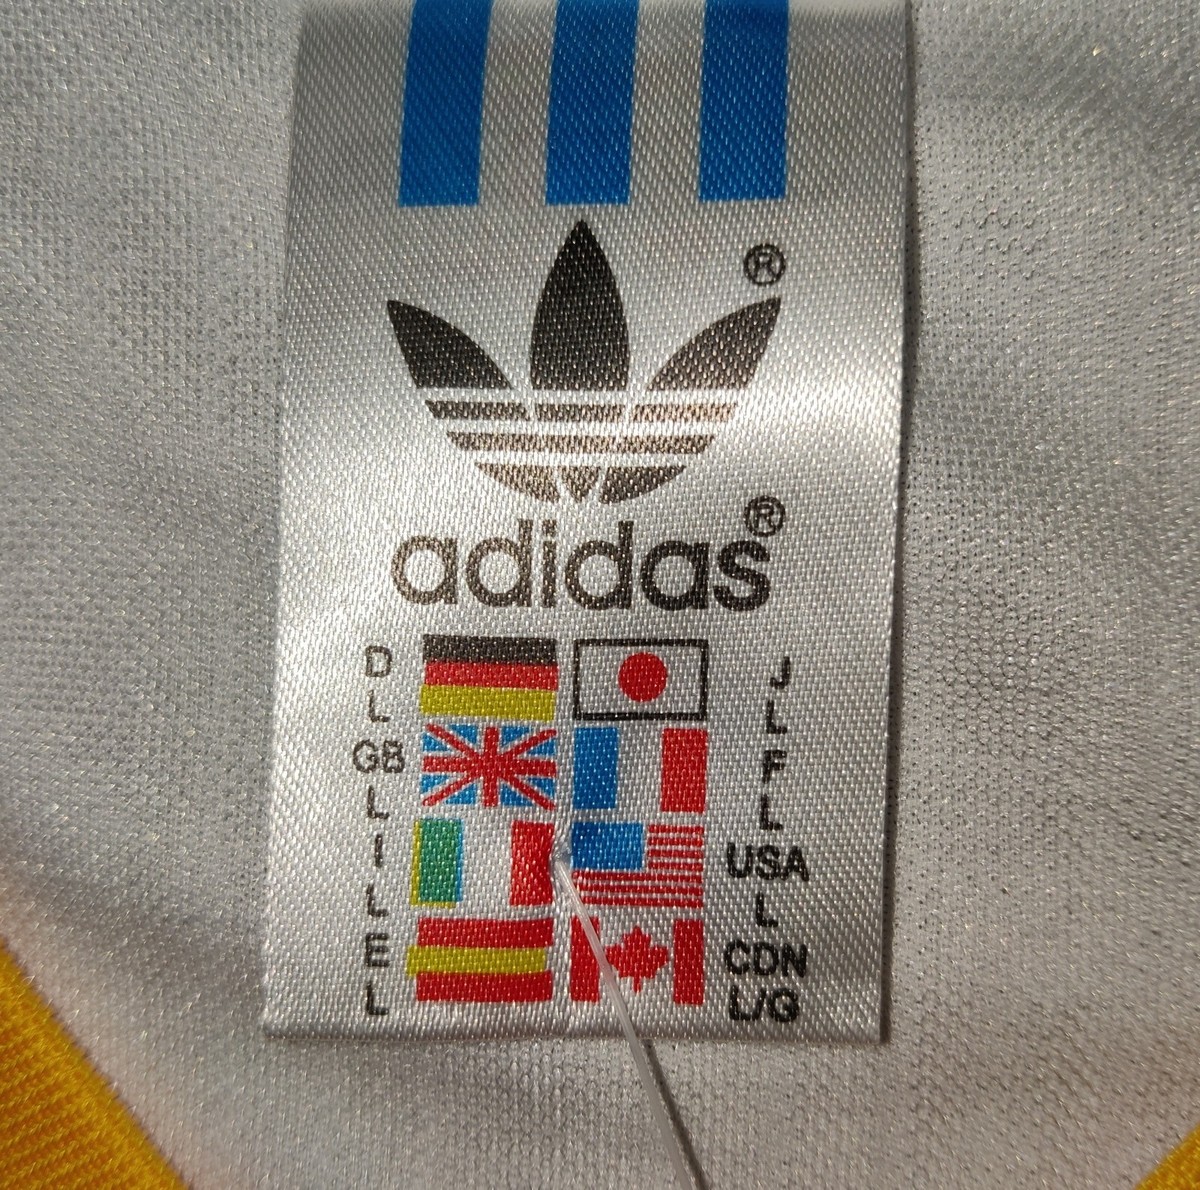 ®
adidas®
D J
L L
GB F
L L
I USA
L L
E CDN
L L/G